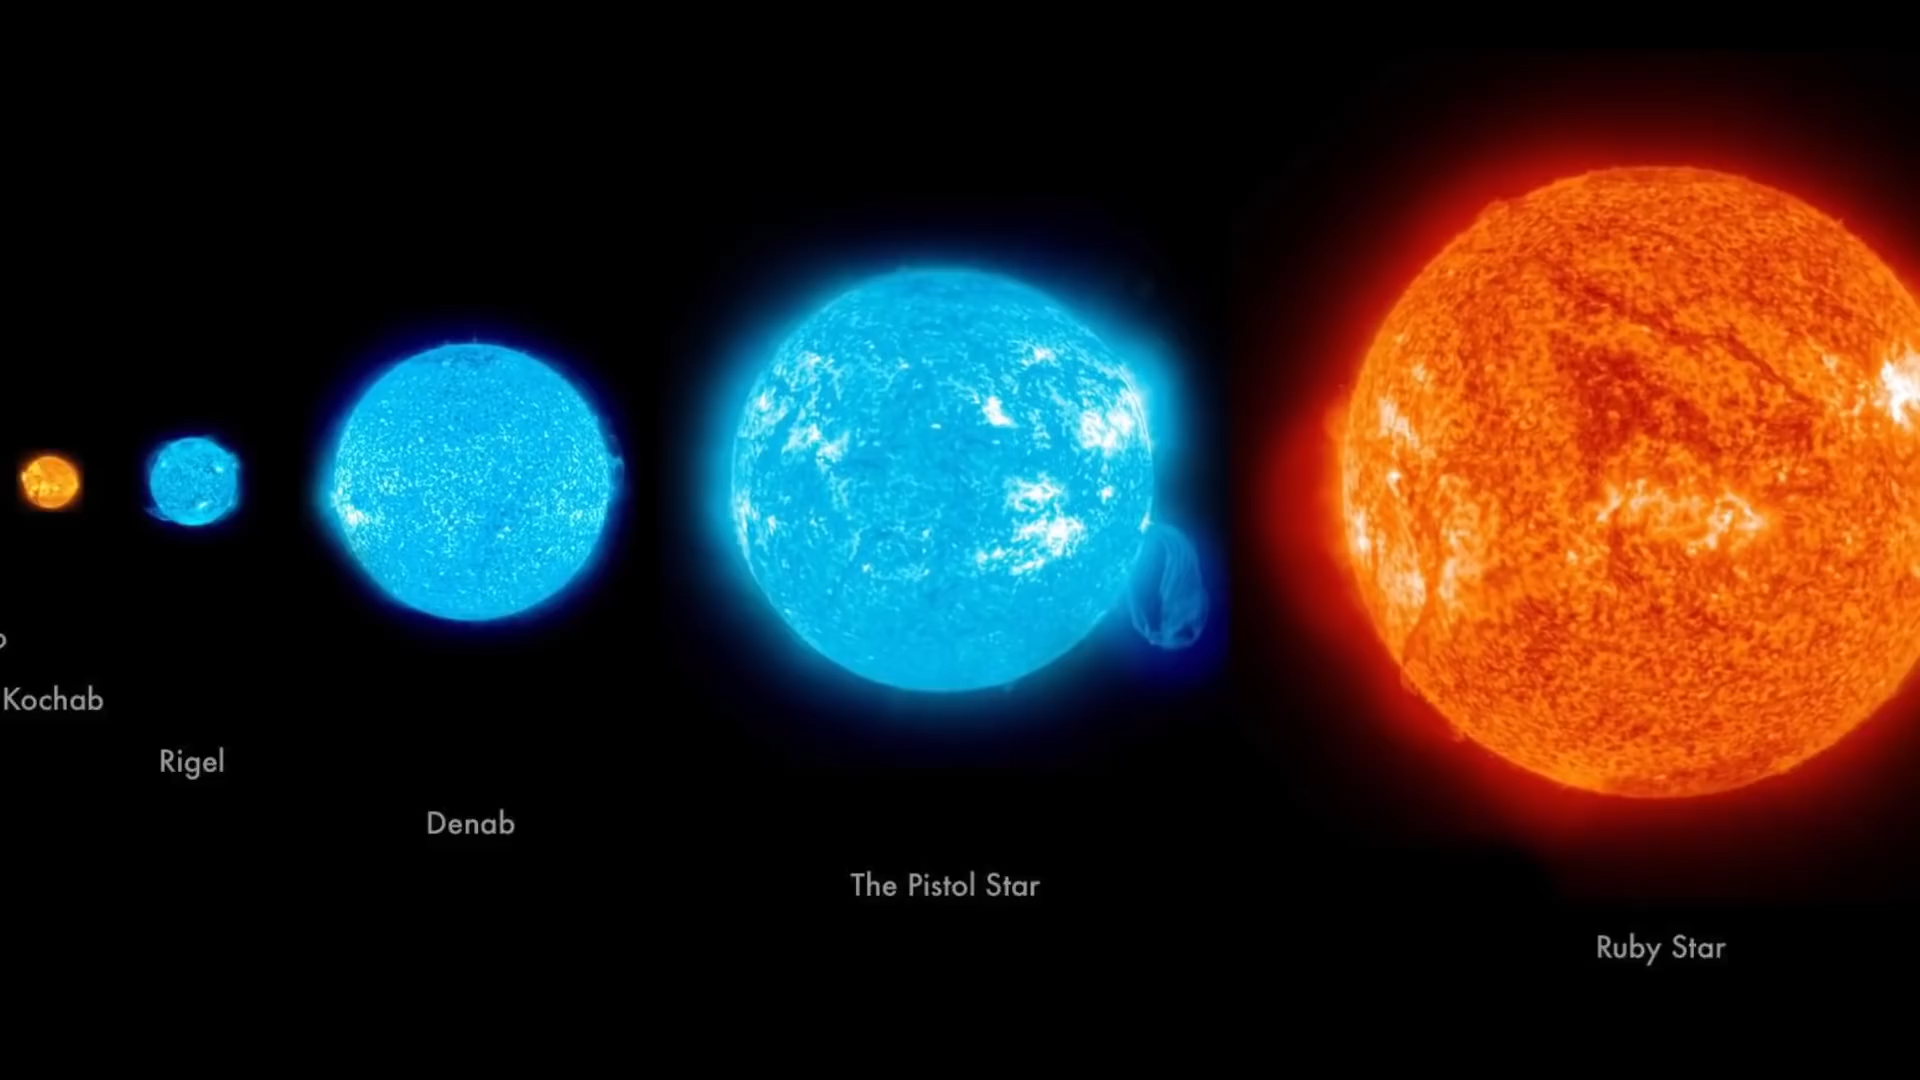 Kochab
Rigel
Denab
The Pistol Star
Ruby Star